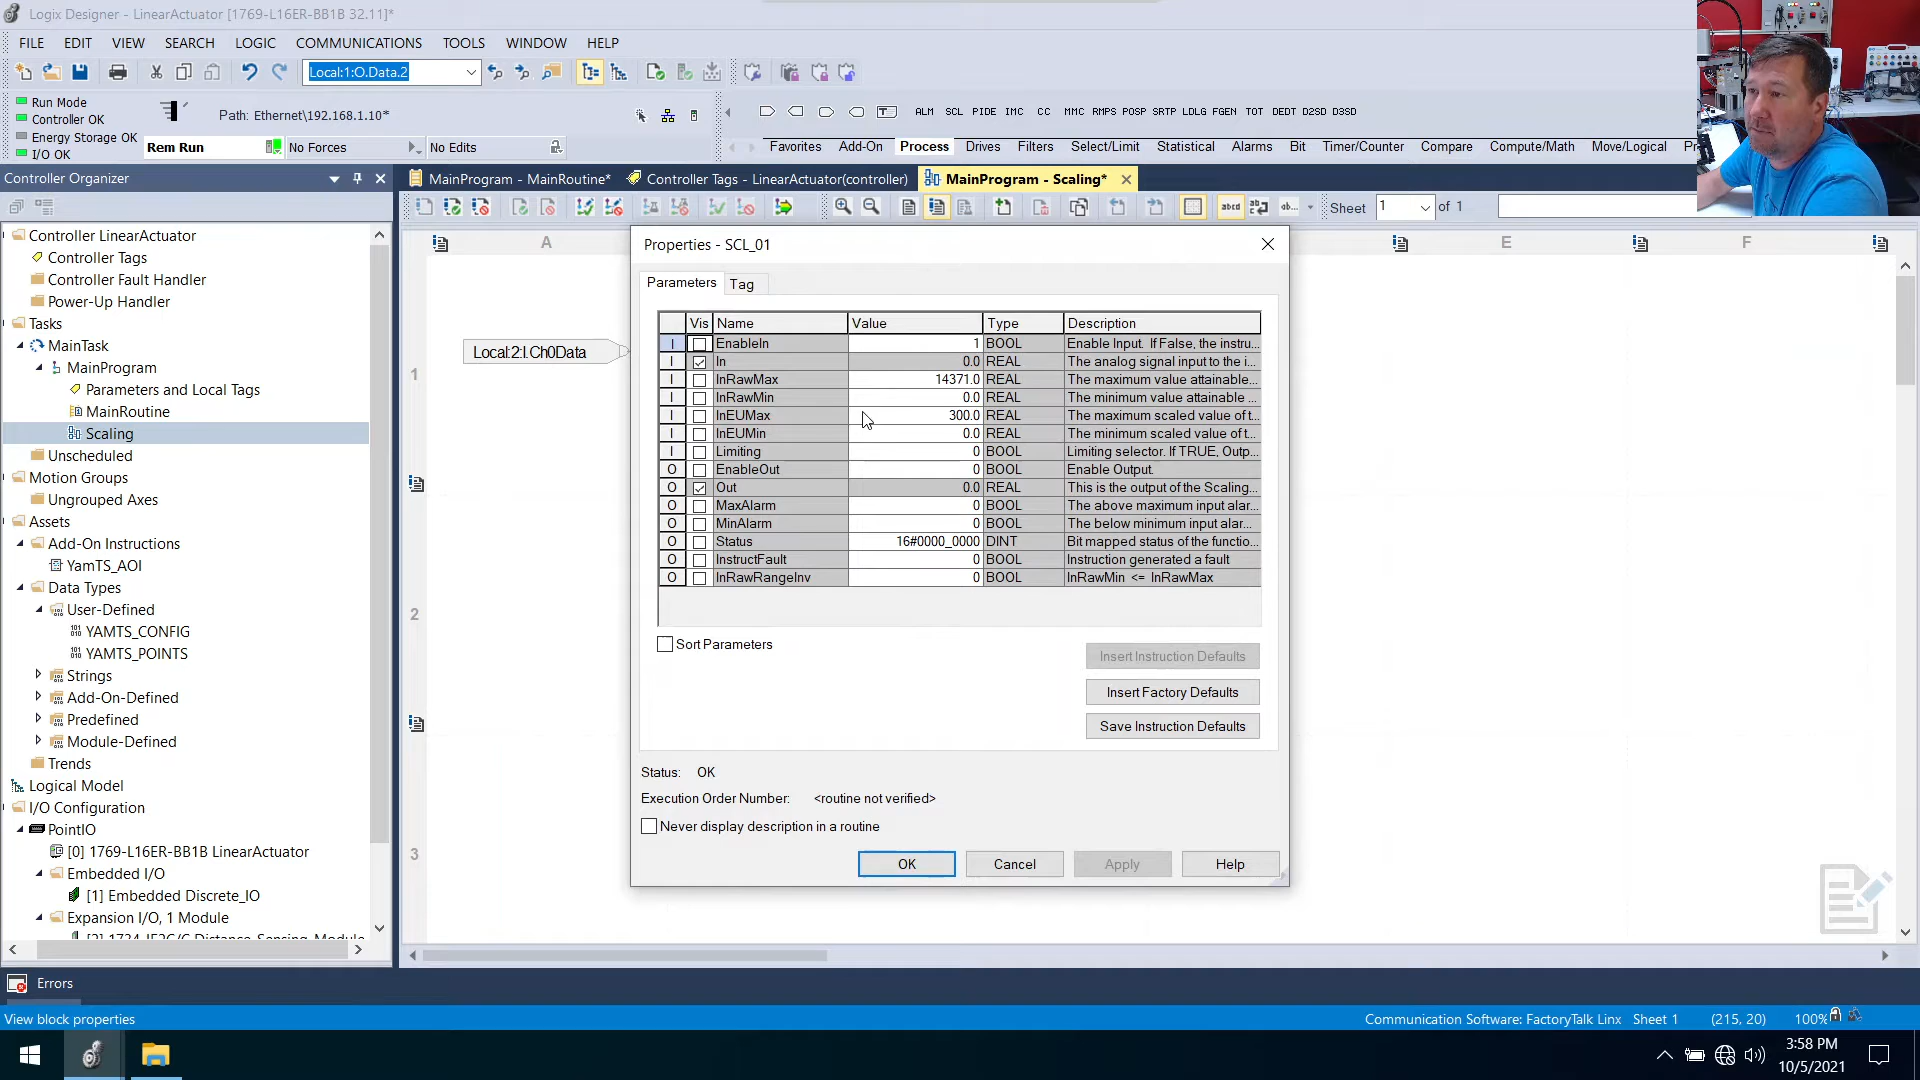 Logix Designer - LinearActuator [1769-L16ER-BB1B 32.11]*
FILE EDIT VIEW SEARCH LOGIC COMMUNICATIONS TOOLS WINDOW HELP
Local:1:O.Data.2
Run Mode
Controller OK
Energy Storage OK
I/O OK
Path: Ethernet\192.168.1.10*
Rem Run
No Forces
No Edits
ALM SCL PIDE IMC CC MMC RMPS POSP SRTP LDLG FGEN TOT DEDT D2SD D3SD
Favorites Add-On Process Drives Filters Select/Limit Statistical Alarms Bit Timer/Counter Compare Compute/Math Move/Logical
Controller Organizer
MainProgram - MainRoutine*
Controller Tags - LinearActuator(controller)
MainProgram - Scaling*
abcd
ab...
Sheet 1 of 1
A
E
F
1
2
3
Controller LinearActuator
Controller Tags
Controller Fault Handler
Power-Up Handler
Tasks
MainTask
MainProgram
Parameters and Local Tags
MainRoutine
Scaling
Unscheduled
Motion Groups
Ungrouped Axes
Assets
Add-On Instructions
YamTS_AOI
Data Types
User-Defined
YAMTS_CONFIG
YAMTS_POINTS
Strings
Add-On-Defined
Predefined
Module-Defined
Trends
Logical Model
I/O Configuration
PointIO
[0] 1769-L16ER-BB1B LinearActuator
Embedded I/O
[1] Embedded Discrete_IO
Expansion I/O, 1 Module
[2] 1734-IE2C/C Distance_Sensing_Module
Local:2:I.Ch0Data
Properties - SCL_01
Parameters Tag
Vis Name Value Type Description
I EnableIn 1 BOOL Enable Input. If False, the instru...
I In 0.0 REAL The analog signal input to the i...
I InRawMax 14371.0 REAL The maximum value attainable...
I InRawMin 0.0 REAL The minimum value attainable ...
I InEUMax 300.0 REAL The maximum scaled value of t...
I InEUMin 0.0 REAL The minimum scaled value of t...
I Limiting 0 BOOL Limiting selector. If TRUE, Outp...
O EnableOut 0 BOOL Enable Output.
O Out 0.0 REAL This is the output of the Scaling...
O MaxAlarm 0 BOOL The above maximum input alar...
O MinAlarm 0 BOOL The below minimum input alar...
O Status 16#0000_0000 DINT Bit mapped status of the functio...
O InstructFault 0 BOOL Instruction generated a fault
O InRawRangeInv 0 BOOL InRawMin <= InRawMax
Sort Parameters
Insert Instruction Defaults
Insert Factory Defaults
Save Instruction Defaults
Status: OK
Execution Order Number: <routine not verified>
Never display description in a routine
OK Cancel Apply Help
Errors
View block properties
Communication Software: FactoryTalk Linx Sheet 1 (215, 20) 100%
3:58 PM
10/5/2021